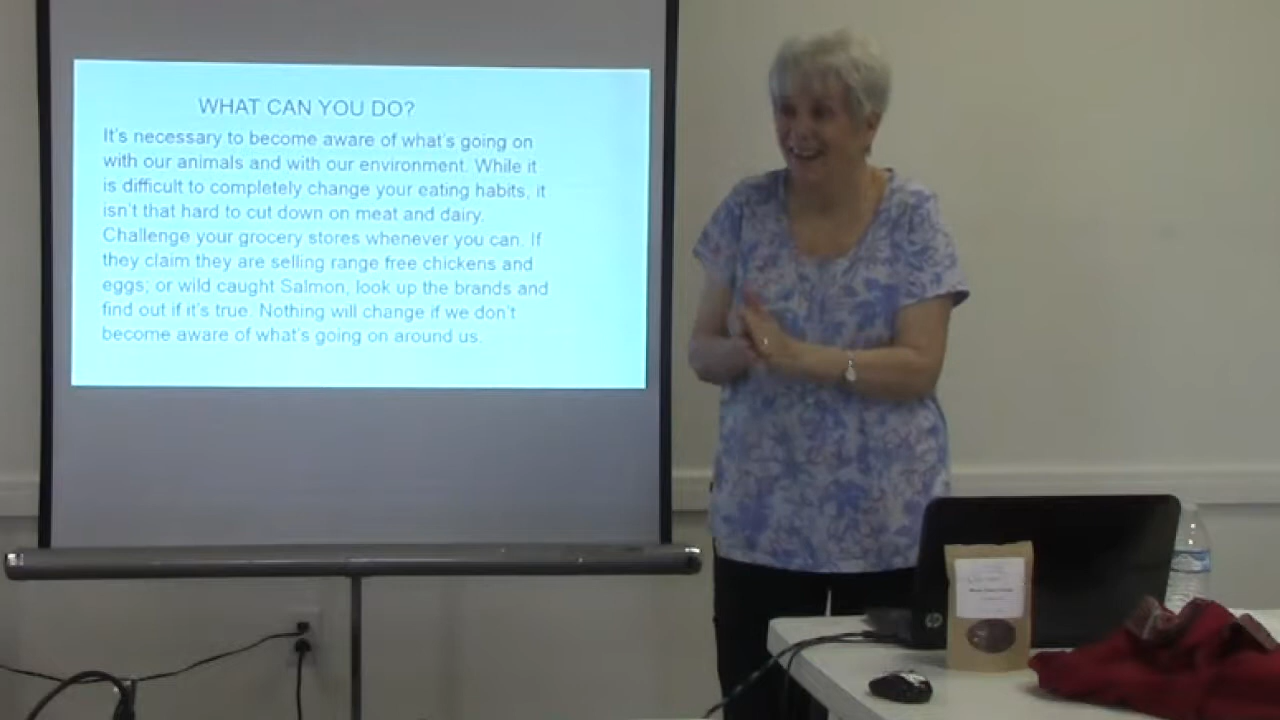 WHAT CAN YOU DO?
It's necessary to become aware of what's going on
with our animals and with our environment. While it
is difficult to completely change your eating habits, it
isn't that hard to cut down on meat and dairy.
Challenge your grocery stores whenever you can. If
they claim they are selling range free chickens and
eggs; or wild caught Salmon, look up the brands and
find out if it's true. Nothing will change if we don't
become aware of what's going on around us.
hp